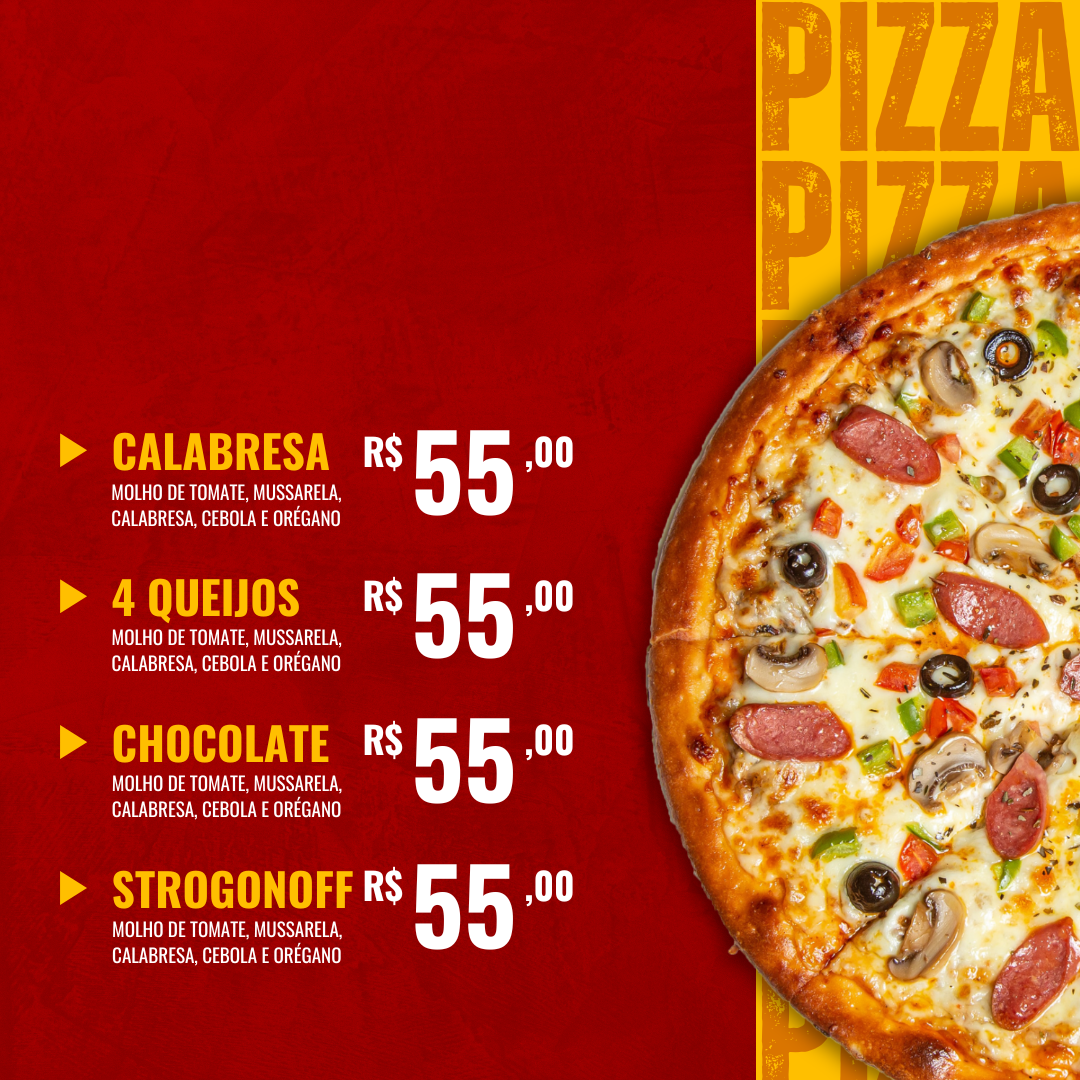 PIZZA
PIZZA
CALABRESA R$ 55,00
MOLHO DE TOMATE, MUSSARELA,
CALABRESA, CEBOLA E ORÉGANO
4 QUEIJOS R$ 55,00
MOLHO DE TOMATE, MUSSARELA,
CALABRESA, CEBOLA E ORÉGANO
CHOCOLATE R$ 55,00
MOLHO DE TOMATE, MUSSARELA,
CALABRESA, CEBOLA E ORÉGANO
STROGONOFF R$ 55,00
MOLHO DE TOMATE, MUSSARELA,
CALABRESA, CEBOLA E ORÉGANO